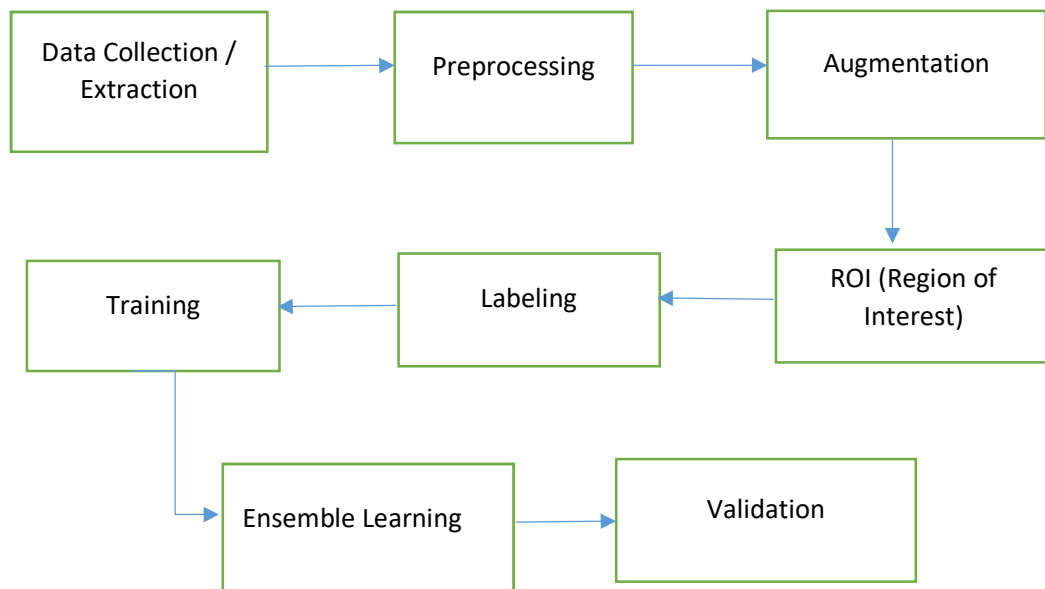 Data Collection /
Extraction
Preprocessing
Augmentation
ROI (Region of
Interest)
Labeling
Training
Ensemble Learning
Validation